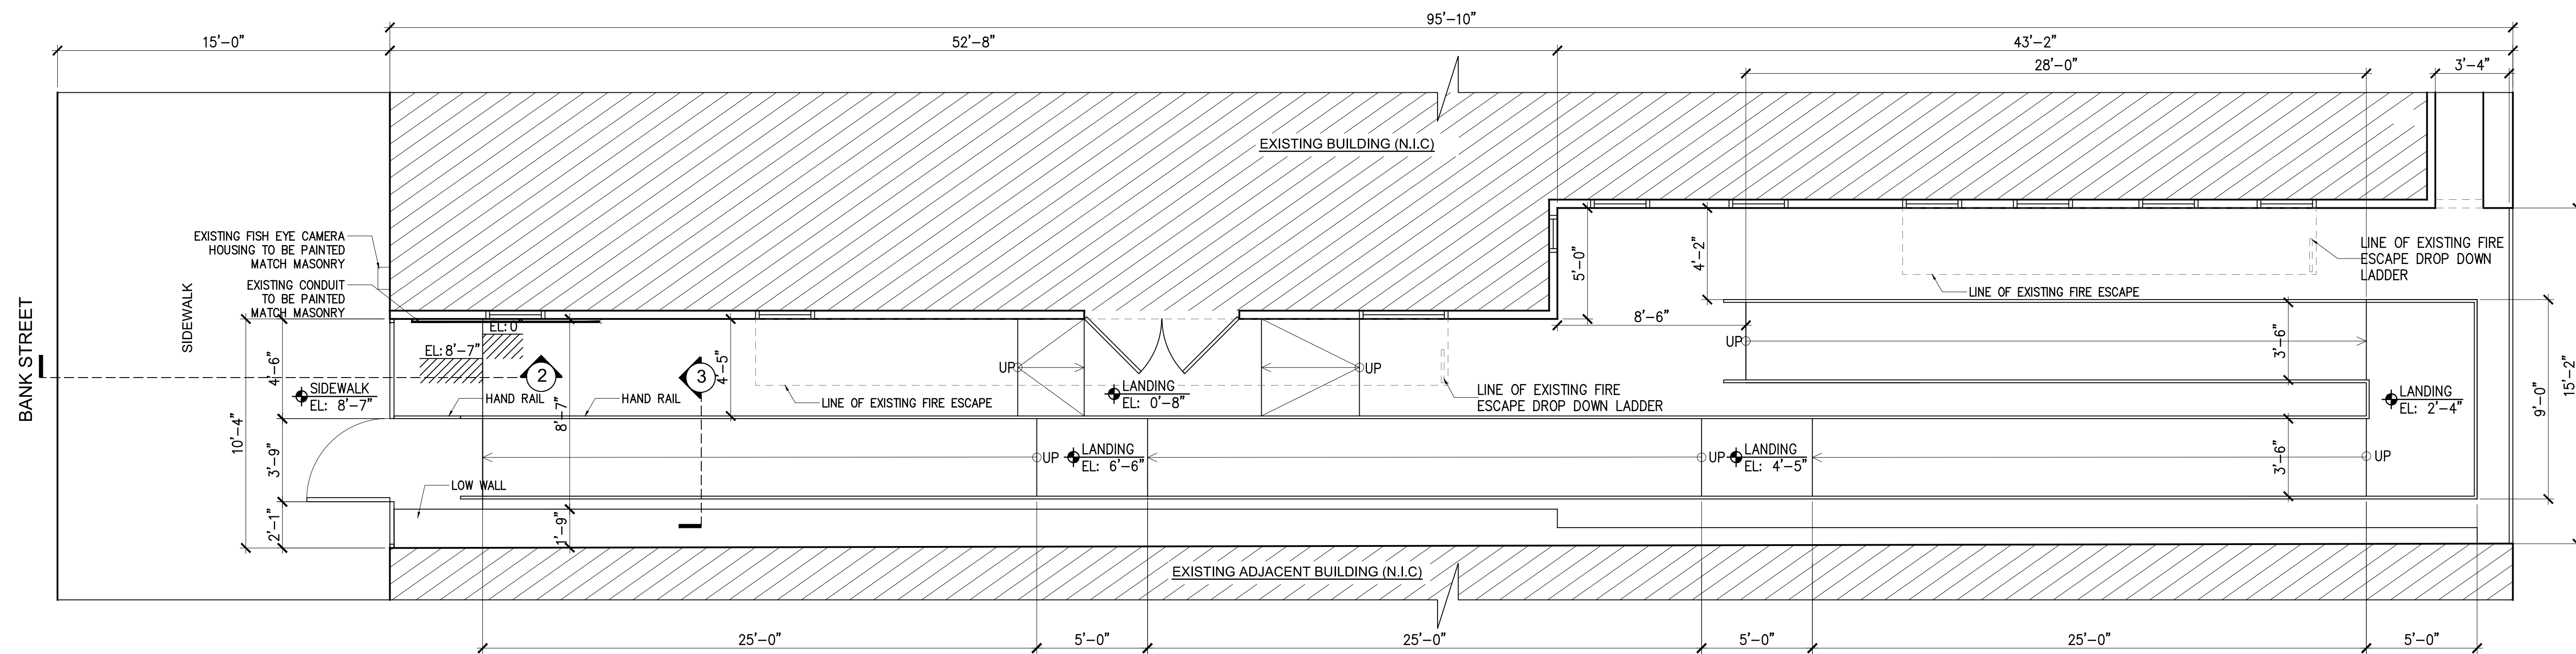 95'-10"
15'-0"
52'-8"
43'-2"
28'-0"
3'-4"
EXISTING BUILDING (N.I.C)
EXISTING FISH EYE CAMERA
HOUSING TO BE PAINTED
MATCH MASONRY
EXISTING CONDUIT
TO BE PAINTED
MATCH MASONRY
BANK STREET
SIDEWALK
SIDEWALK
EL: 8'-7"
EL: 8'-7"
EL: 0"
2
3
4'-6"
10'-4"
3'-9"
2'-1"
8'-7"
1'-9"
4'-5"
HAND RAIL
HAND RAIL
LOW WALL
LINE OF EXISTING FIRE ESCAPE
UP
LANDING
EL: 0'-8"
UP
LINE OF EXISTING FIRE
ESCAPE DROP DOWN LADDER
5'-0"
4'-2"
8'-6"
LINE OF EXISTING FIRE ESCAPE
LINE OF EXISTING FIRE
ESCAPE DROP DOWN
LADDER
UP
3'-6"
LANDING
EL: 2'-4"
9'-0"
15'-2"
UP
LANDING
EL: 6'-6"
UP
LANDING
EL: 4'-5"
3'-6"
UP
EXISTING ADJACENT BUILDING (N.I.C)
25'-0"
5'-0"
25'-0"
5'-0"
25'-0"
5'-0"